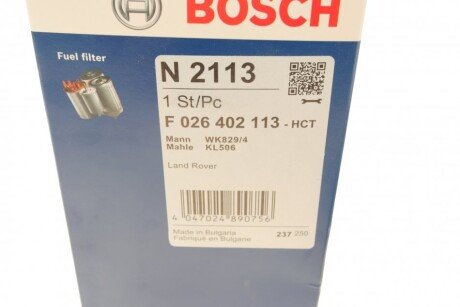 BOSCH
Fuel filter
N 2113
1 St/Pc
F 026 402 113 - HCT
Mann WK829/4
Mahle KL506
Land Rover
4 047024 890756
Made in Bulgaria
Fabriqué en Bulgarie
237 250